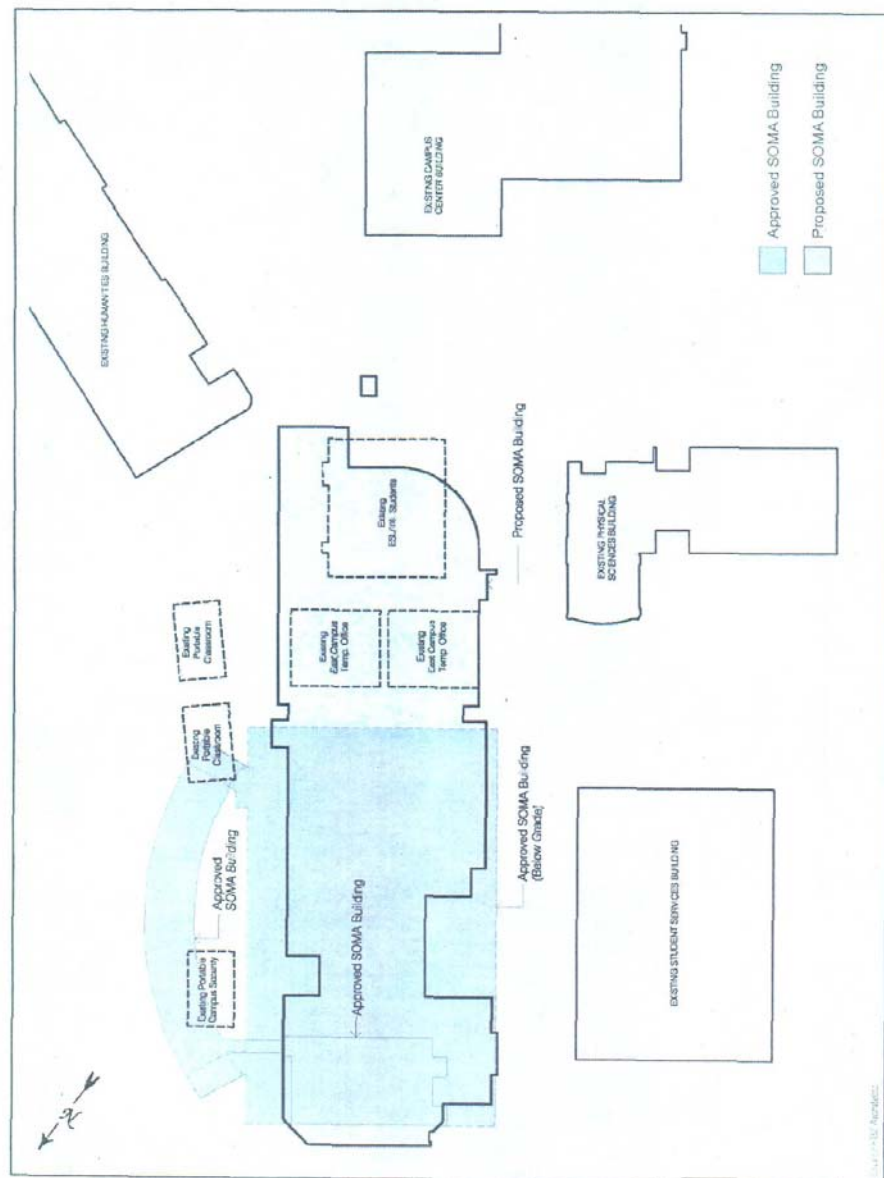 EXISTING HUMANITIES BUILDING
EXISTING CAMPUS
CENTER BUILDING
Approved SOMA Building
Proposed SOMA Building
Existing
Portable
Classroom
Existing
Portable
Classroom
Existing
ESL/Int. Students
Existing
East Campus
Temp. Office
Existing
East Campus
Temp. Office
Proposed SOMA Building
EXISTING PHYSICAL
SCIENCES BUILDING
Approved
SOMA Building
Existing Portable
Campus Security
Approved SOMA Building
Approved SOMA Building
(Below Grade)
EXISTING STUDENT SERVICES BUILDING